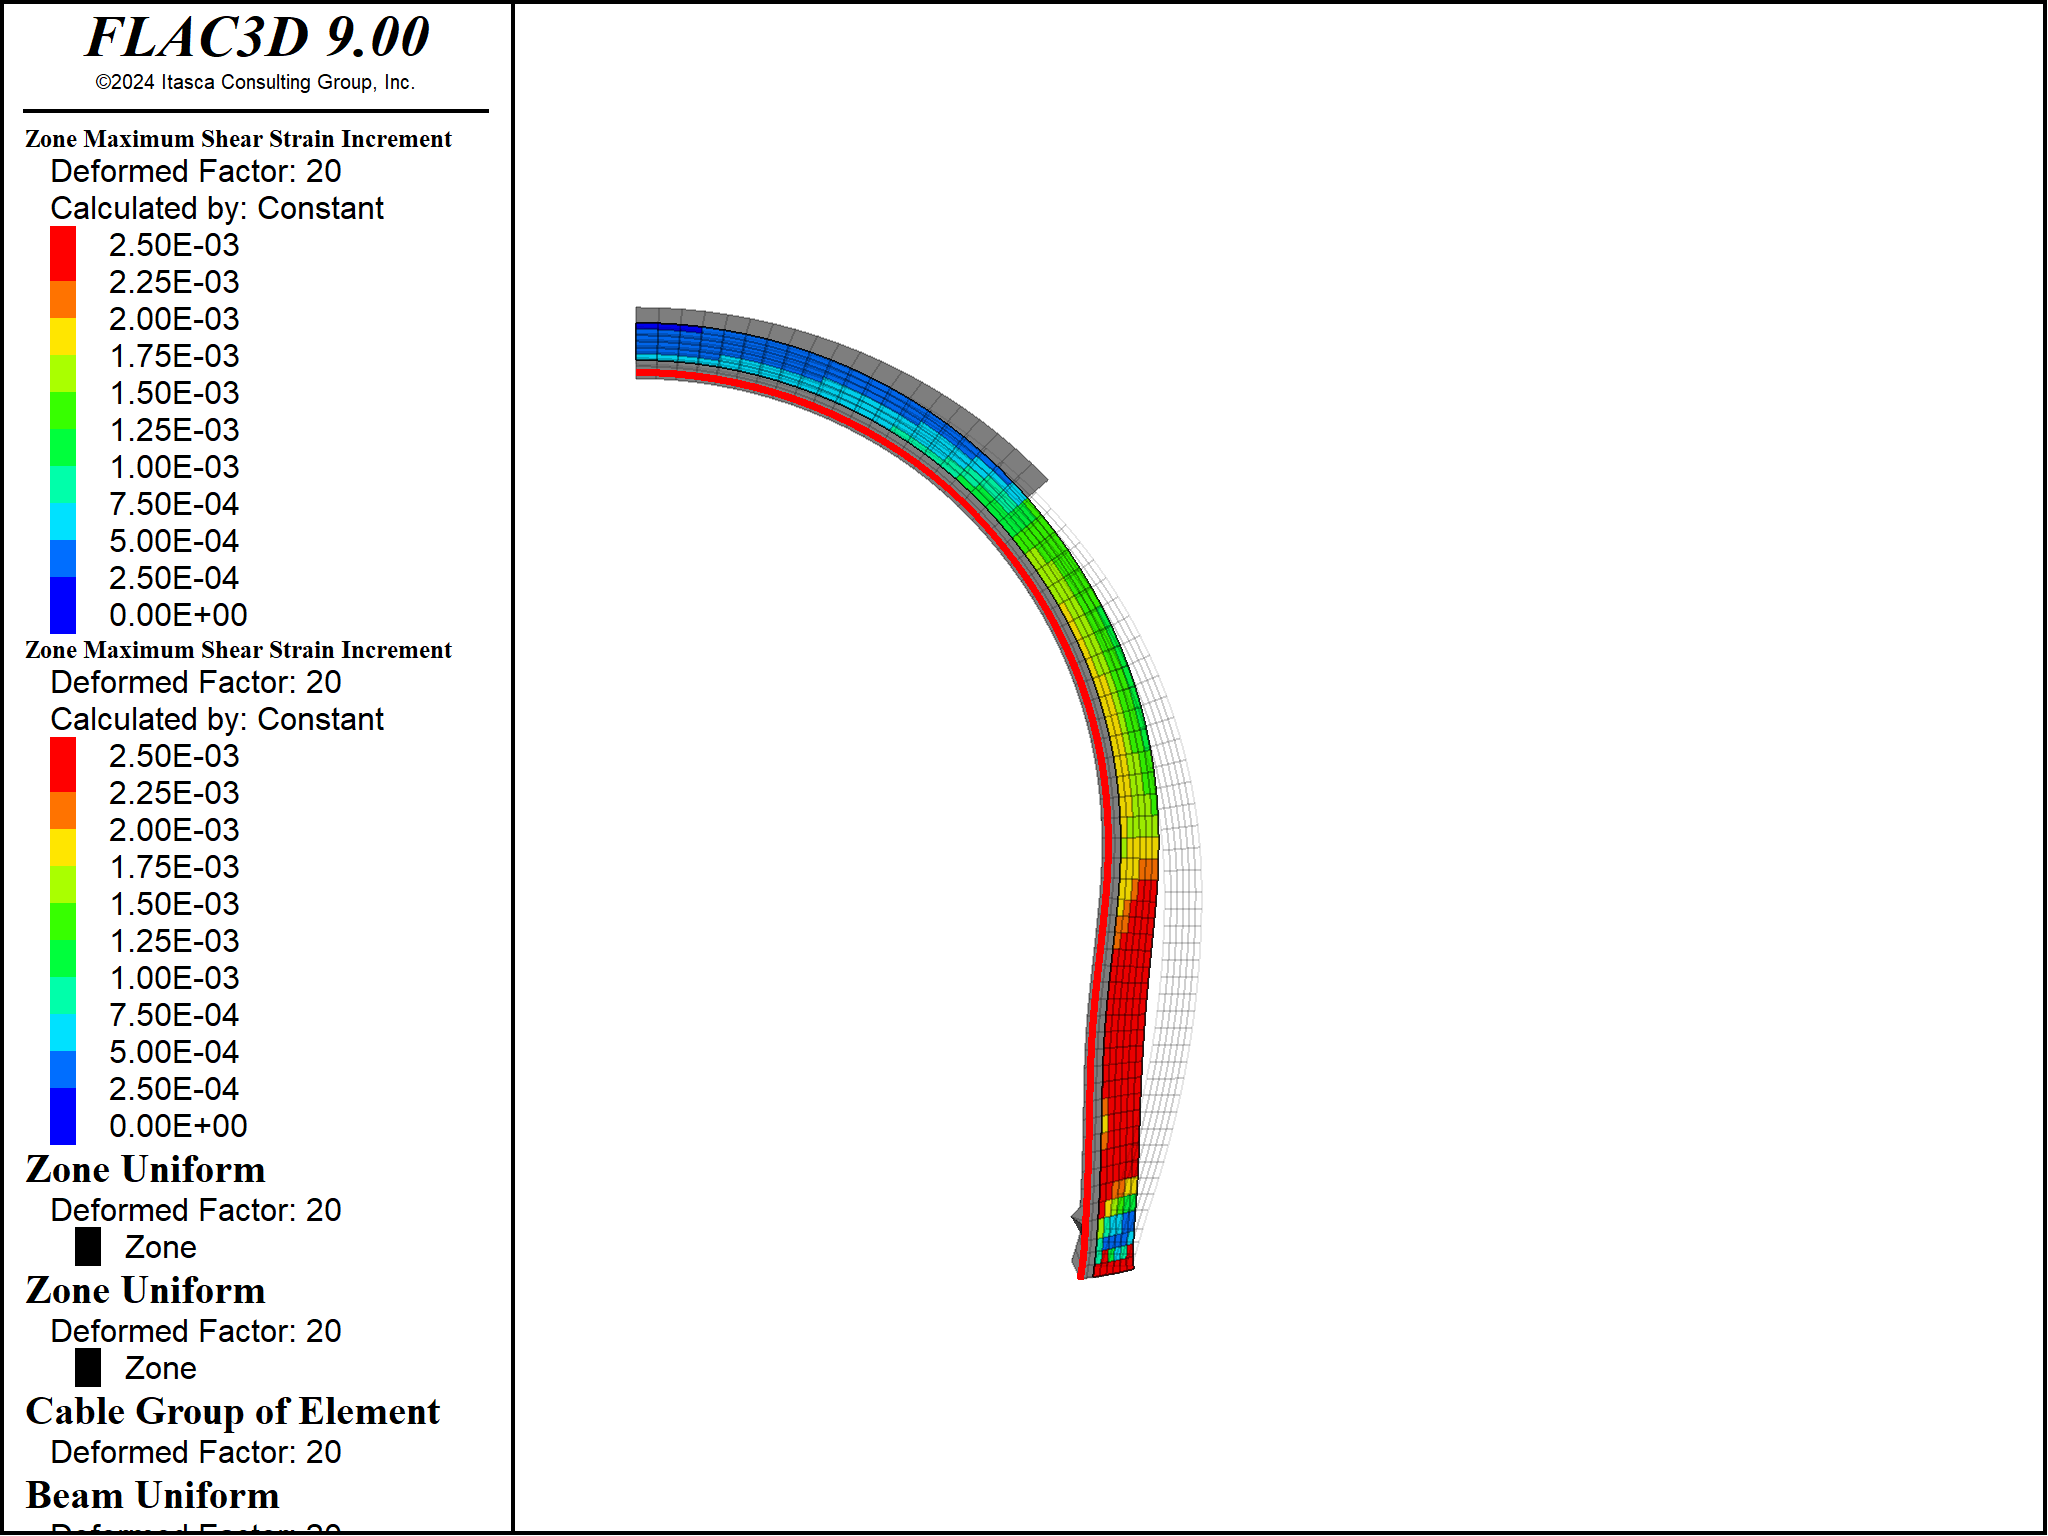 FLAC3D 9.00
©2024 Itasca Consulting Group, Inc.
Zone Maximum Shear Strain Increment
Deformed Factor: 20
Calculated by: Constant
2.50E-03
2.25E-03
2.00E-03
1.75E-03
1.50E-03
1.25E-03
1.00E-03
7.50E-04
5.00E-04
2.50E-04
0.00E+00
Zone Maximum Shear Strain Increment
Deformed Factor: 20
Calculated by: Constant
2.50E-03
2.25E-03
2.00E-03
1.75E-03
1.50E-03
1.25E-03
1.00E-03
7.50E-04
5.00E-04
2.50E-04
0.00E+00
Zone Uniform
Deformed Factor: 20
Zone
Zone Uniform
Deformed Factor: 20
Zone
Cable Group of Element
Deformed Factor: 20
Beam Uniform